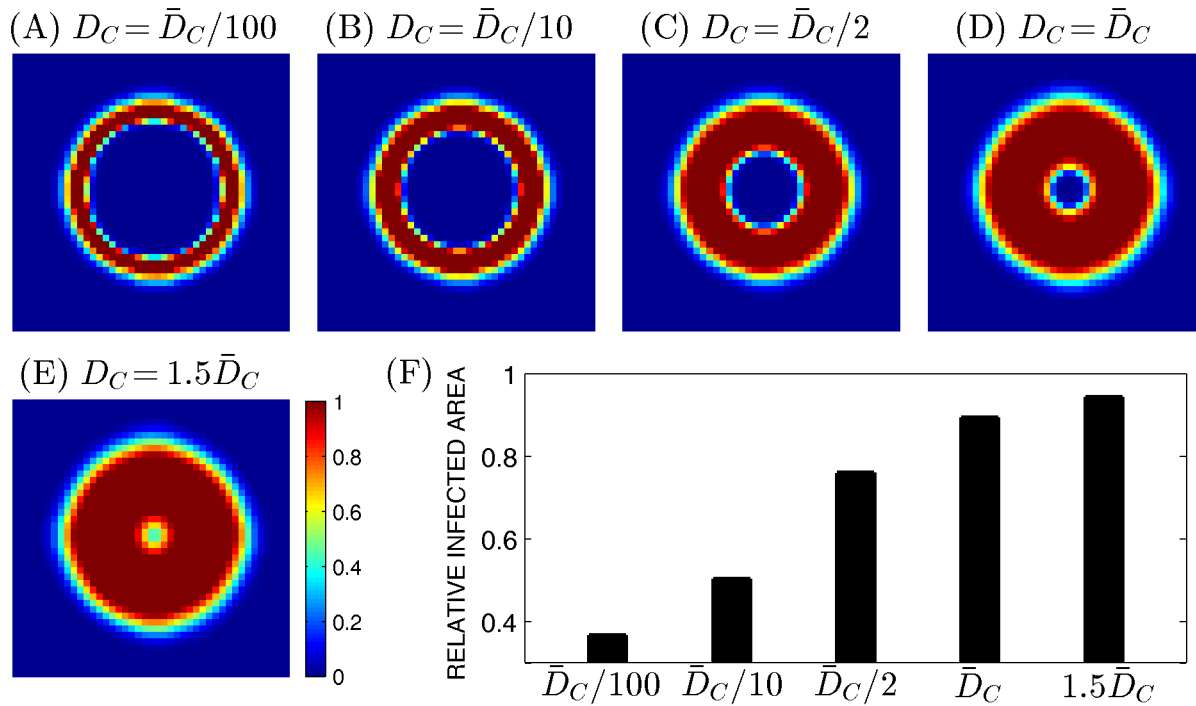 (A) D_C = D̄_C/100
(B) D_C = D̄_C/10
(C) D_C = D̄_C/2
(D) D_C = D̄_C
(E) D_C = 1.5D̄_C
1
0.8
0.6
0.4
0.2
0
(F)
RELATIVE INFECTED AREA
1
0.8
0.6
0.4
D̄_C/100
D̄_C/10
D̄_C/2
D̄_C
1.5D̄_C